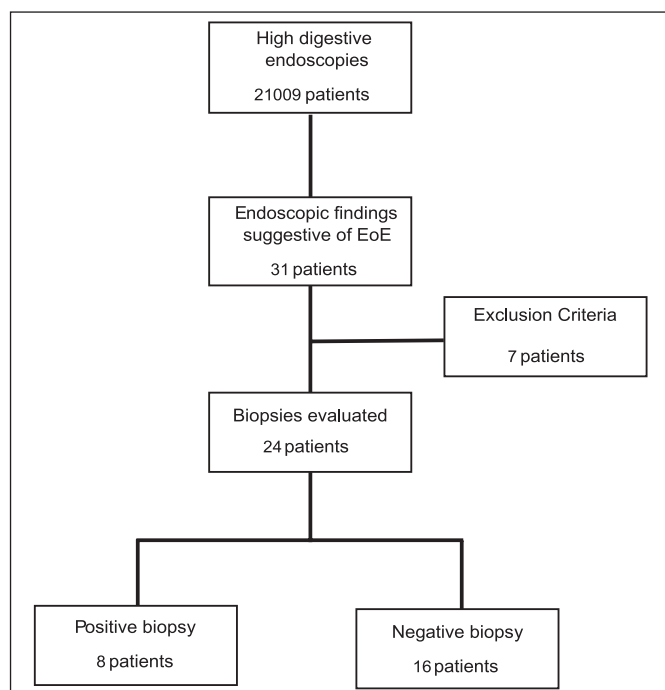 High digestive
endoscopies
21009 patients
Endoscopic findings
suggestive of EoE
31 patients
Exclusion Criteria
7 patients
Biopsies evaluated
24 patients
Positive biopsy
8 patients
Negative biopsy
16 patients